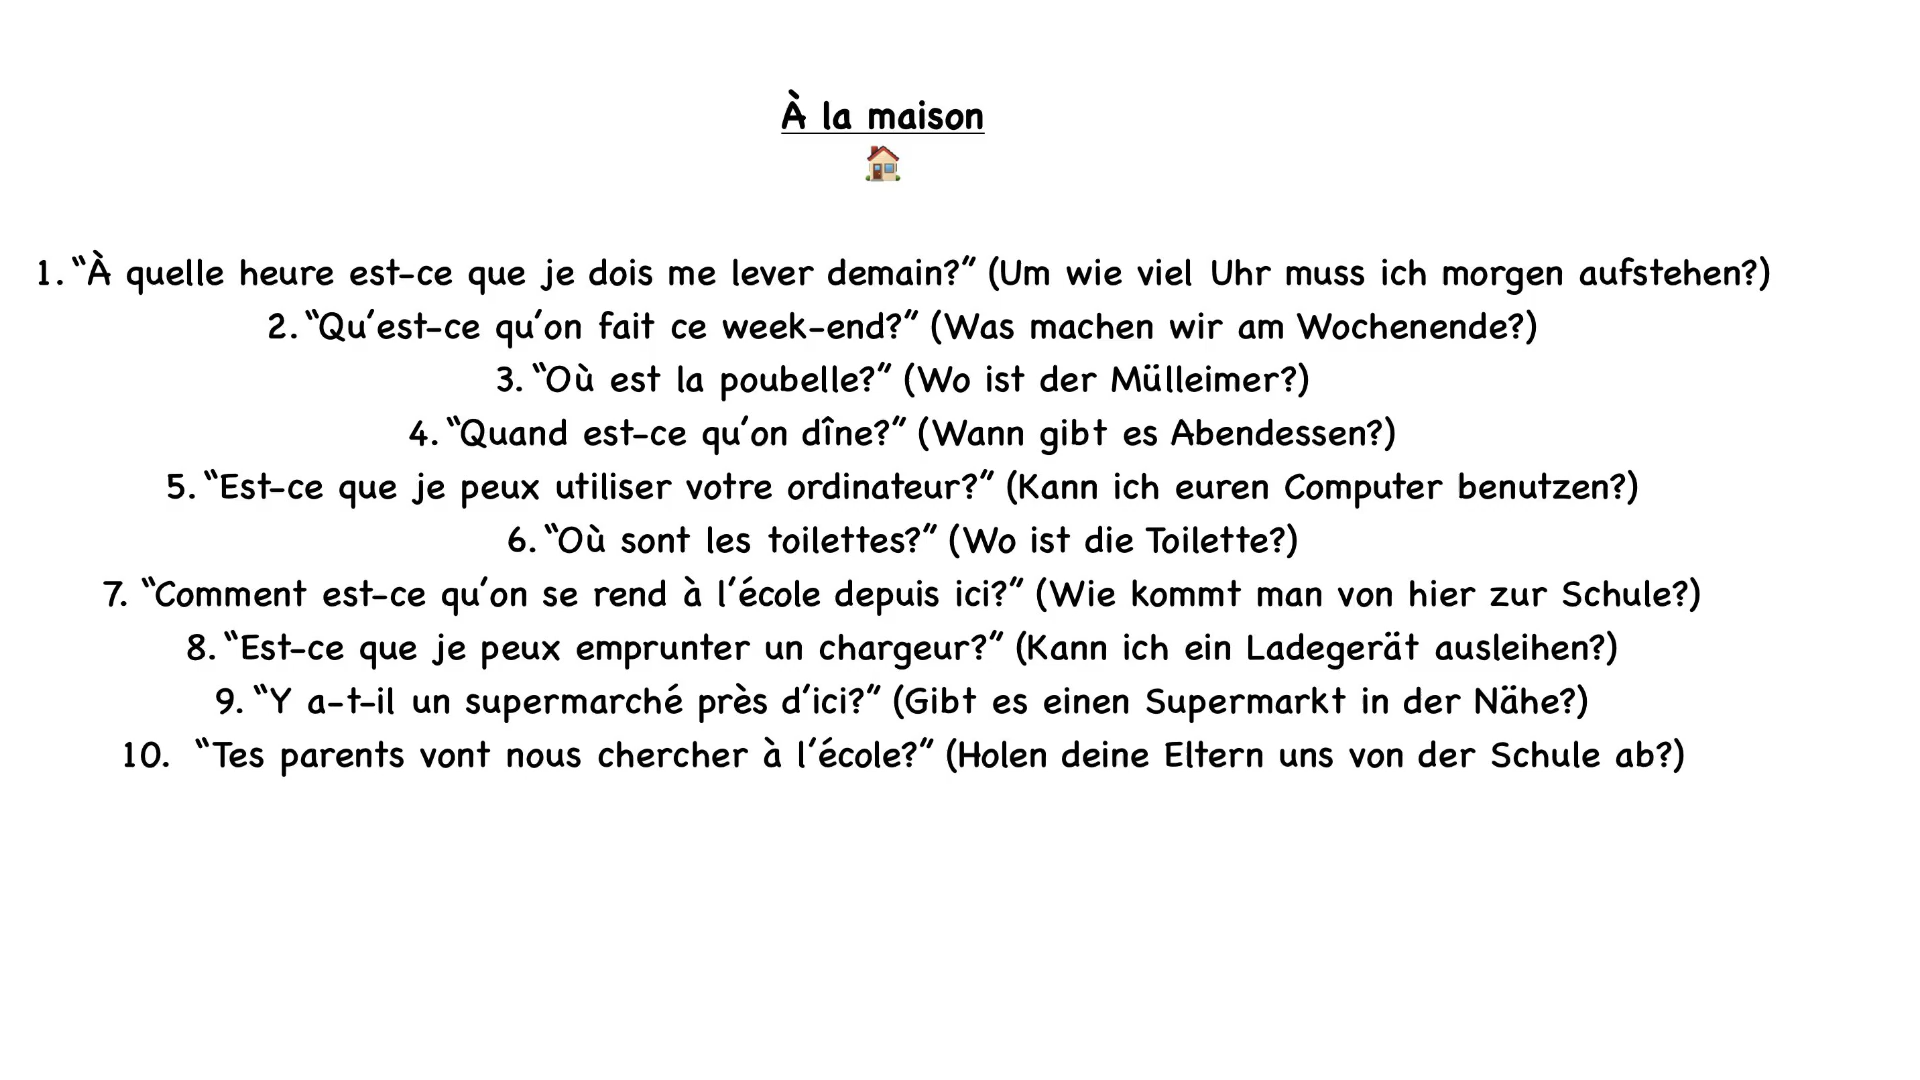 À la maison
1. “À quelle heure est-ce que je dois me lever demain?” (Um wie viel Uhr muss ich morgen aufstehen?)
2. “Qu’est-ce qu’on fait ce week-end?” (Was machen wir am Wochenende?)
3. “Où est la poubelle?” (Wo ist der Mülleimer?)
4. “Quand est-ce qu’on dîne?” (Wann gibt es Abendessen?)
5. “Est-ce que je peux utiliser votre ordinateur?” (Kann ich euren Computer benutzen?)
6. “Où sont les toilettes?” (Wo ist die Toilette?)
7. “Comment est-ce qu’on se rend à l’école depuis ici?” (Wie kommt man von hier zur Schule?)
8. “Est-ce que je peux emprunter un chargeur?” (Kann ich ein Ladegerät ausleihen?)
9. “Y a-t-il un supermarché près d’ici?” (Gibt es einen Supermarkt in der Nähe?)
10. “Tes parents vont nous chercher à l’école?” (Holen deine Eltern uns von der Schule ab?)